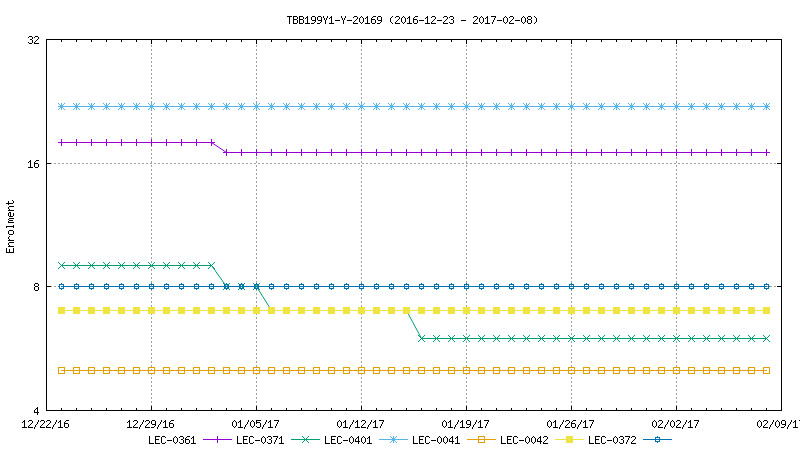 TBB199Y1-Y-20169 (2016-12-23 - 2017-02-08)
32
16
8
4
Enrolment
12/22/16 12/29/16 01/05/17 01/12/17 01/19/17 01/26/17 02/02/17 02/09/1
LEC-0361 LEC-0371 LEC-0401 LEC-0041 LEC-0042 LEC-0372